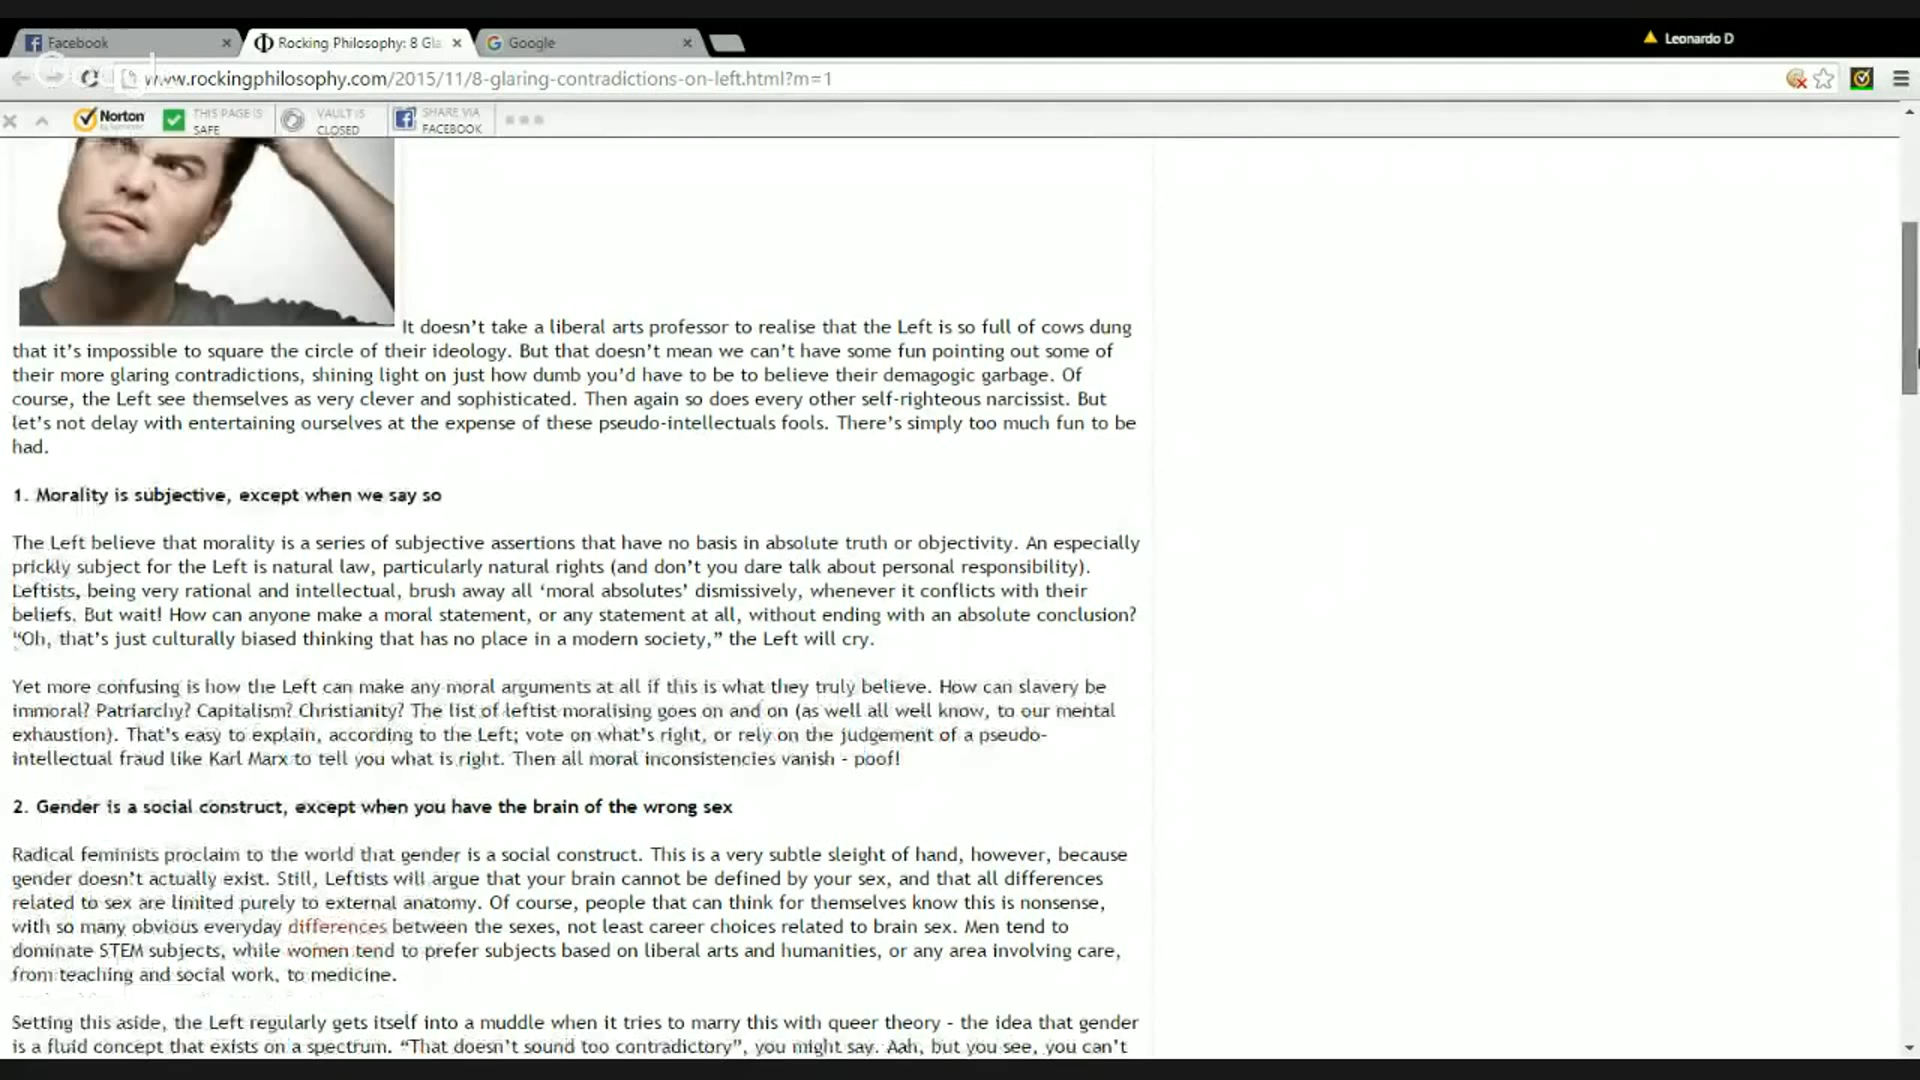 Facebook
Rocking Philosophy: 8 Gla
Google
Leonardo D
www.rockingphilosophy.com/2015/11/8-glaring-contradictions-on-left.html?m=1
Norton
by Symantec
THIS PAGE IS
SAFE
VAULT IS
CLOSED
SHARE VIA
FACEBOOK
It doesn’t take a liberal arts professor to realise that the Left is so full of cows dung
that it’s impossible to square the circle of their ideology. But that doesn’t mean we can’t have some fun pointing out some of
their more glaring contradictions, shining light on just how dumb you’d have to be to believe their demagogic garbage. Of
course, the Left see themselves as very clever and sophisticated. Then again so does every other self-righteous narcissist. But
let’s not delay with entertaining ourselves at the expense of these pseudo-intellectuals fools. There’s simply too much fun to be
had.
1. Morality is subjective, except when we say so
The Left believe that morality is a series of subjective assertions that have no basis in absolute truth or objectivity. An especially
prickly subject for the Left is natural law, particularly natural rights (and don’t you dare talk about personal responsibility).
Leftists, being very rational and intellectual, brush away all ‘moral absolutes’ dismissively, whenever it conflicts with their
beliefs. But wait! How can anyone make a moral statement, or any statement at all, without ending with an absolute conclusion?
“Oh, that’s just culturally biased thinking that has no place in a modern society,” the Left will cry.
Yet more confusing is how the Left can make any moral arguments at all if this is what they truly believe. How can slavery be
immoral? Patriarchy? Capitalism? Christianity? The list of leftist moralising goes on and on (as well all well know, to our mental
exhaustion). That’s easy to explain, according to the Left; vote on what’s right, or rely on the judgement of a pseudo-
intellectual fraud like Karl Marx to tell you what is right. Then all moral inconsistencies vanish - poof!
2. Gender is a social construct, except when you have the brain of the wrong sex
Radical feminists proclaim to the world that gender is a social construct. This is a very subtle sleight of hand, however, because
gender doesn’t actually exist. Still, Leftists will argue that your brain cannot be defined by your sex, and that all differences
related to sex are limited purely to external anatomy. Of course, people that can think for themselves know this is nonsense,
with so many obvious everyday differences between the sexes, not least career choices related to brain sex. Men tend to
dominate STEM subjects, while women tend to prefer subjects based on liberal arts and humanities, or any area involving care,
from teaching and social work, to medicine.
Setting this aside, the Left regularly gets itself into a muddle when it tries to marry this with queer theory - the idea that gender
is a fluid concept that exists on a spectrum. “That doesn’t sound too contradictory”, you might say. Aah, but you see, you can’t